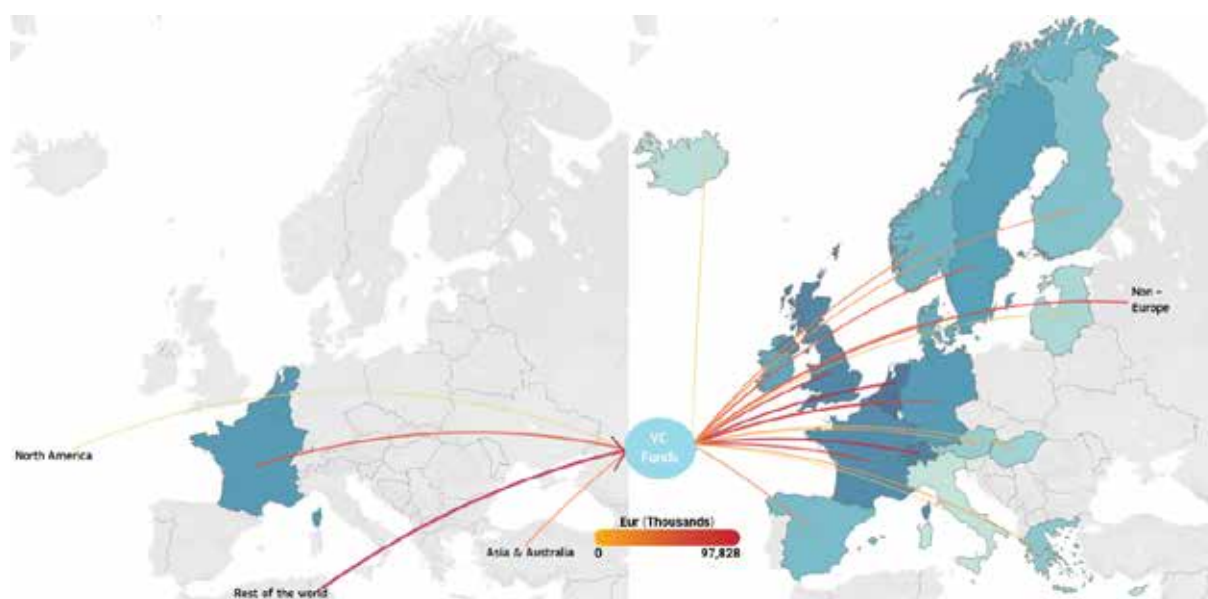 Non -
Europe
VC
Funds
North America
Eur (Thousands)
0
97,828
Asia & Australia
Rest of the world